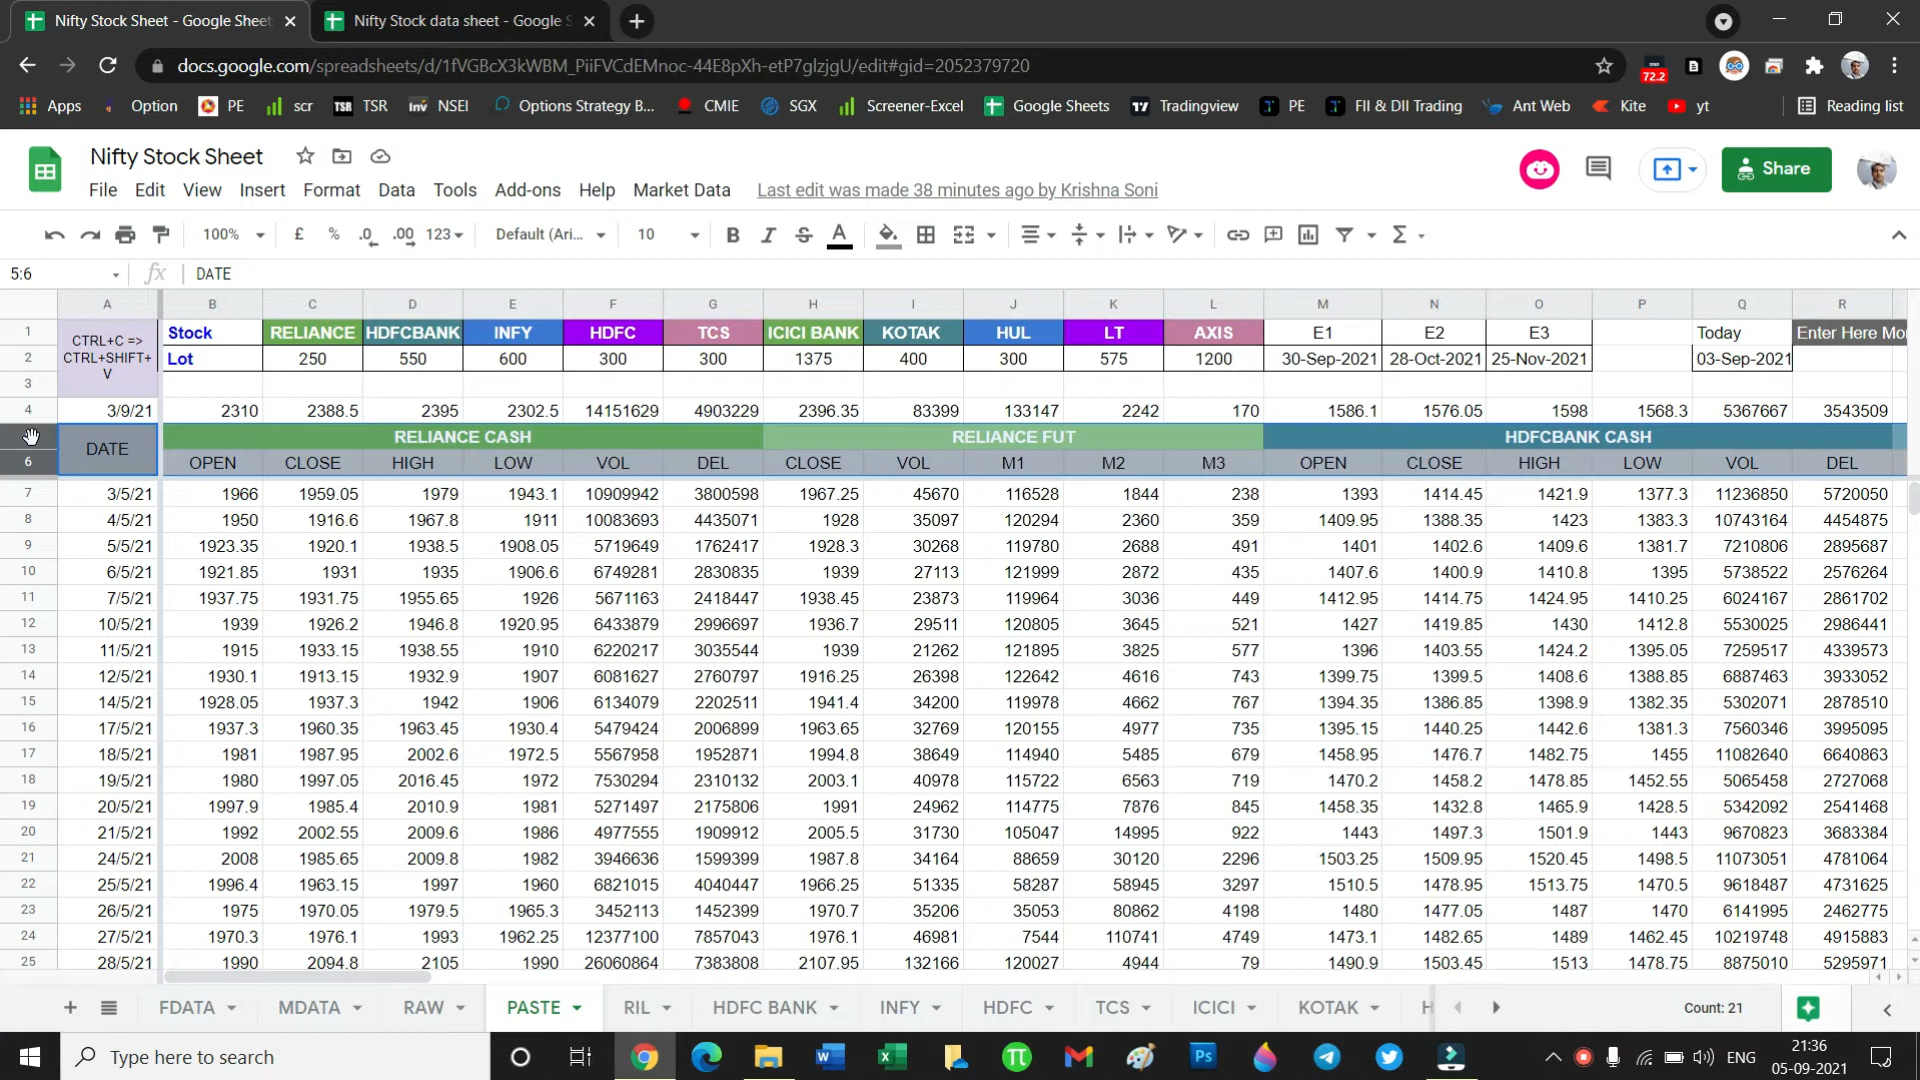 Nifty Stock Sheet - Google Sheet
Nifty Stock data sheet - Google S
docs.google.com/spreadsheets/d/1fVGBcX3kWBM_PiiFVCdEMnoc-44E8pXh-etP7glzjgU/edit#gid=2052379720
72.2
Apps Option PE scr TSR TSR inv NSEI Options Strategy B... CMIE SGX Screener-Excel Google Sheets Tradingview PE FII & DII Trading Ant Web Kite yt Reading list
Nifty Stock Sheet
Share
File Edit View Insert Format Data Tools Add-ons Help Market Data Last edit was made 38 minutes ago by Krishna Soni
100% £ % .0 .00 123 Default (Ari... 10 B I S A
5:6 fx DATE
A B C D E F G H I J K L M N O P Q R
1 CTRL+C => CTRL+SHIFT+ V Stock RELIANCE HDFCBANK INFY HDFC TCS ICICI BANK KOTAK HUL LT AXIS E1 E2 E3 Today Enter Here Mo
2 Lot 250 550 600 300 300 1375 400 300 575 1200 30-Sep-2021 28-Oct-2021 25-Nov-2021 03-Sep-2021
3
4 3/9/21 2310 2388.5 2395 2302.5 14151629 4903229 2396.35 83399 133147 2242 170 1586.1 1576.05 1598 1568.3 5367667 3543509
DATE RELIANCE CASH RELIANCE FUT HDFCBANK CASH
6 OPEN CLOSE HIGH LOW VOL DEL CLOSE VOL M1 M2 M3 OPEN CLOSE HIGH LOW VOL DEL
7 3/5/21 1966 1959.05 1979 1943.1 10909942 3800598 1967.25 45670 116528 1844 238 1393 1414.45 1421.9 1377.3 11236850 5720050
8 4/5/21 1950 1916.6 1967.8 1911 10083693 4435071 1928 35097 120294 2360 359 1409.95 1388.35 1423 1383.3 10743164 4454875
9 5/5/21 1923.35 1920.1 1938.5 1908.05 5719649 1762417 1928.3 30268 119780 2688 491 1401 1402.6 1409.6 1381.7 7210806 2895687
10 6/5/21 1921.85 1931 1935 1906.6 6749281 2830835 1939 27113 121999 2872 435 1407.6 1400.9 1410.8 1395 5738522 2576264
11 7/5/21 1937.75 1931.75 1955.65 1926 5671163 2418447 1938.45 23873 119964 3036 449 1412.95 1414.75 1424.95 1410.25 6024167 2861702
12 10/5/21 1939 1926.2 1946.8 1920.95 6433879 2996697 1936.7 29511 120805 3645 521 1427 1419.85 1430 1412.8 5530025 2986441
13 11/5/21 1915 1933.15 1938.55 1910 6220217 3035544 1939 21262 121895 3825 577 1396 1403.55 1424.2 1395.05 7259517 4339573
14 12/5/21 1930.1 1913.15 1932.9 1907 6081627 2760797 1916.25 26398 122642 4616 743 1399.75 1399.5 1408.6 1388.85 6887463 3933052
15 14/5/21 1928.05 1937.3 1942 1906 6134079 2202511 1941.4 34200 119978 4662 767 1394.35 1386.85 1398.9 1382.35 5302071 2878510
16 17/5/21 1937.3 1960.35 1963.45 1930.4 5479424 2006899 1963.65 32769 120155 4977 735 1395.15 1440.25 1442.6 1381.3 7560346 3995095
17 18/5/21 1981 1987.95 2002.6 1972.5 5567958 1952871 1994.8 38649 114940 5485 679 1458.95 1476.7 1482.75 1455 11082640 6640863
18 19/5/21 1980 1997.05 2016.45 1972 7530294 2310132 2003.1 40978 115722 6563 719 1470.2 1458.2 1478.85 1452.55 5065458 2727068
19 20/5/21 1997.9 1985.4 2010.9 1981 5271497 2175806 1991 24962 114775 7876 845 1458.35 1432.8 1465.9 1428.5 5342092 2541468
20 21/5/21 1992 2002.55 2009.6 1986 4977555 1909912 2005.5 31730 105047 14995 922 1443 1497.3 1501.9 1443 9670823 3683384
21 24/5/21 2008 1985.65 2009.8 1982 3946636 1599399 1987.8 34164 88659 30120 2296 1503.25 1509.95 1520.45 1498.5 11073051 4781064
22 25/5/21 1996.4 1963.15 1997 1960 6821015 4040447 1966.25 51335 58287 58945 3297 1510.5 1478.95 1513.75 1470.5 9618487 4731625
23 26/5/21 1975 1970.05 1979.5 1965.3 3452113 1452399 1970.7 35206 35053 80862 4198 1480 1477.05 1487 1470 6141995 2462775
24 27/5/21 1970.3 1976.1 1993 1962.25 12377100 7857043 1976.1 46981 7544 110741 4749 1473.1 1482.65 1489 1462.45 10219748 4915883
25 28/5/21 1990 2094.8 2105 1990 26060864 7383808 2107.95 132166 120027 4944 79 1490.9 1503.45 1513 1478.75 8875010 5295971
FDATA MDATA RAW PASTE RIL HDFC BANK INFY HDFC TCS ICICI KOTAK H Count: 21
Type here to search
Ps
ENG 21:36
05-09-2021